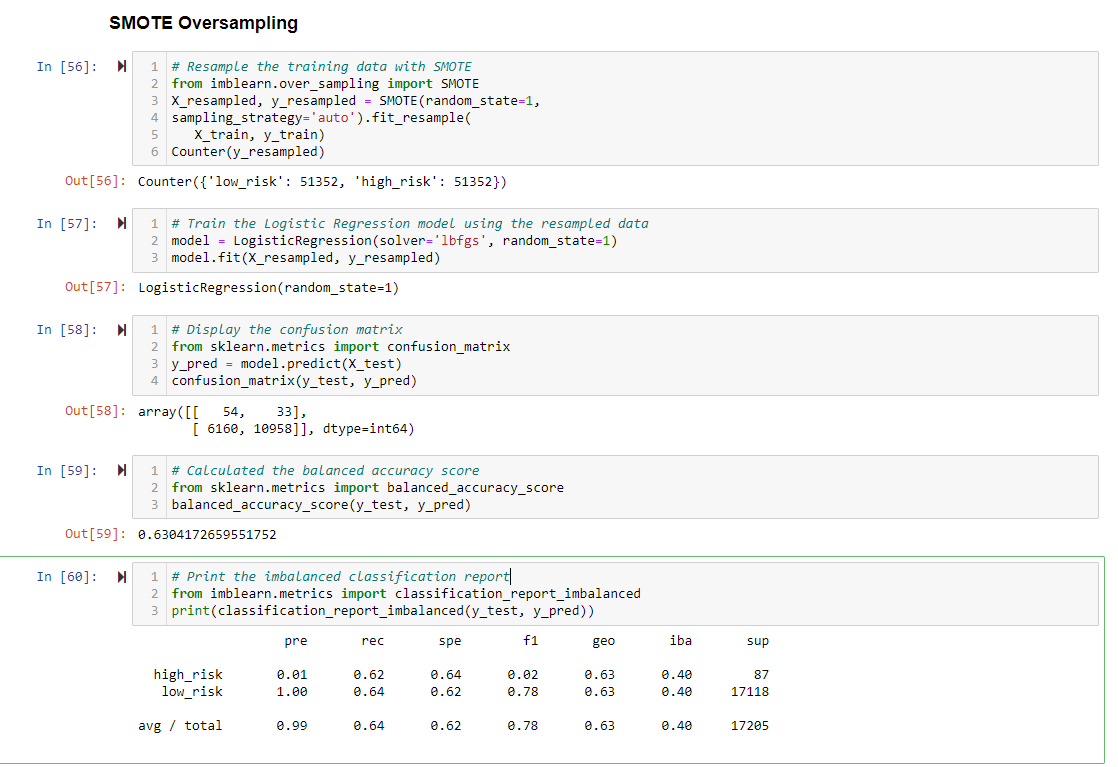 SMOTE Oversampling
In [56]:
1 # Resample the training data with SMOTE
2 from imblearn.over_sampling import SMOTE
3 X_resampled, y_resampled = SMOTE(random_state=1,
4 sampling_strategy='auto').fit_resample(
5    X_train, y_train)
6 Counter(y_resampled)
Out[56]: Counter({'low_risk': 51352, 'high_risk': 51352})
In [57]:
1 # Train the Logistic Regression model using the resampled data
2 model = LogisticRegression(solver='lbfgs', random_state=1)
3 model.fit(X_resampled, y_resampled)
Out[57]: LogisticRegression(random_state=1)
In [58]:
1 # Display the confusion matrix
2 from sklearn.metrics import confusion_matrix
3 y_pred = model.predict(X_test)
4 confusion_matrix(y_test, y_pred)
Out[58]: array([[   54,    33],
       [ 6160, 10958]], dtype=int64)
In [59]:
1 # Calculated the balanced accuracy score
2 from sklearn.metrics import balanced_accuracy_score
3 balanced_accuracy_score(y_test, y_pred)
Out[59]: 0.6304172659551752
In [60]:
1 # Print the imbalanced classification report
2 from imblearn.metrics import classification_report_imbalanced
3 print(classification_report_imbalanced(y_test, y_pred))
pre rec spe f1 geo iba sup
high_risk 0.01 0.62 0.64 0.02 0.63 0.40 87
low_risk 1.00 0.64 0.62 0.78 0.63 0.40 17118
avg / total 0.99 0.64 0.62 0.78 0.63 0.40 17205